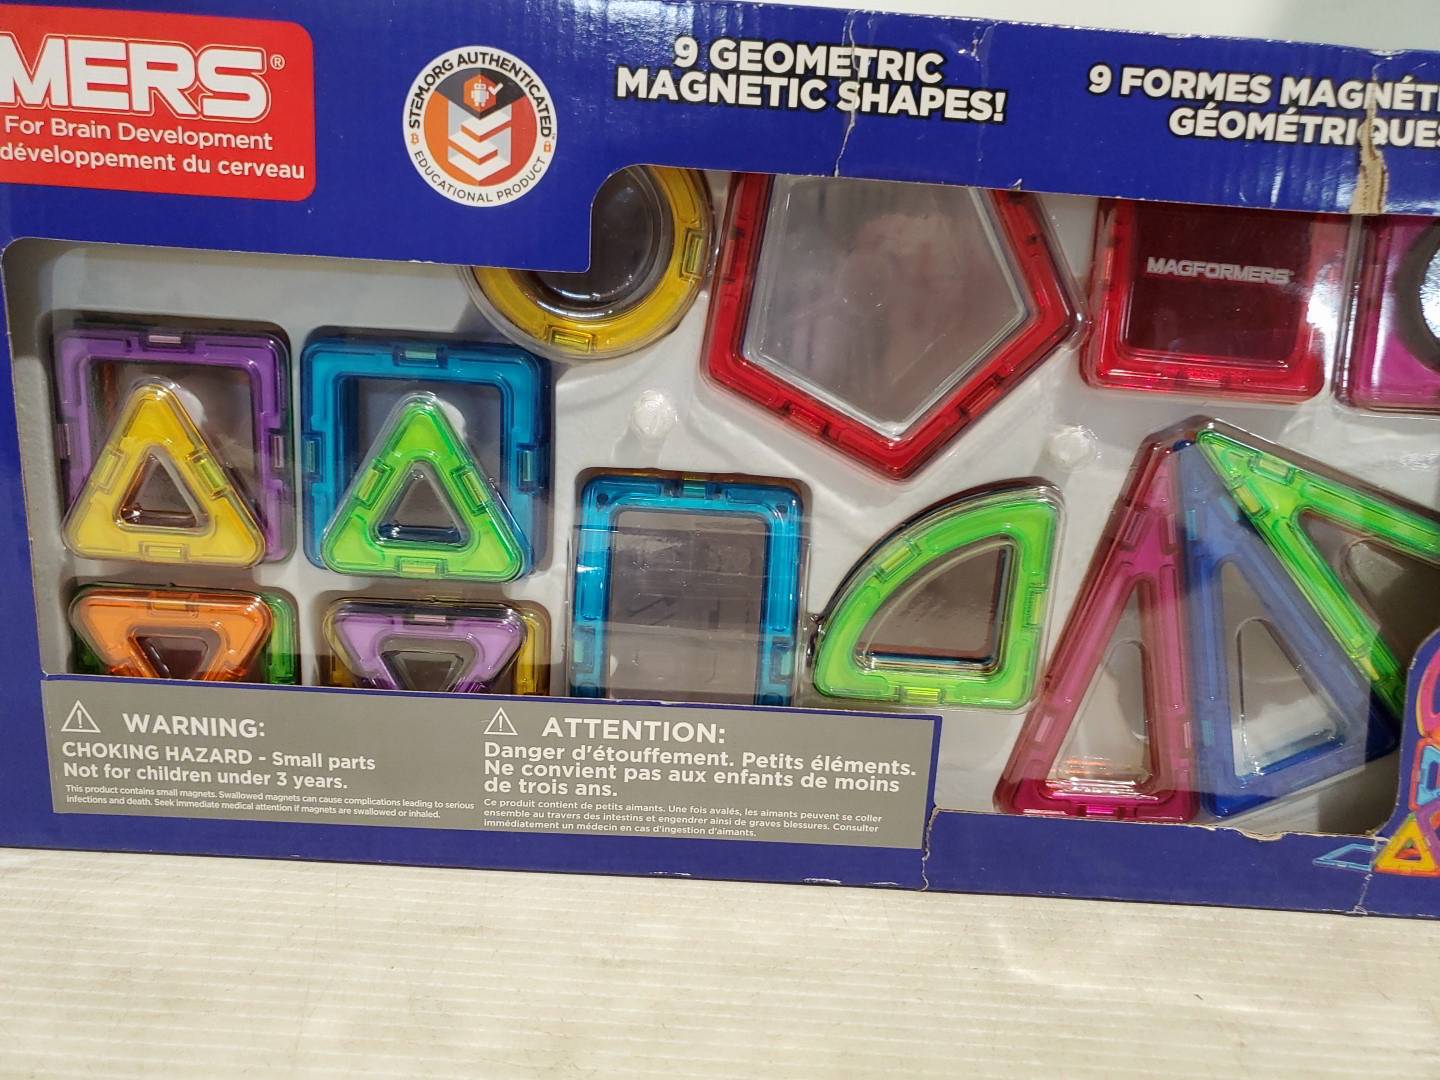 MERS®
For Brain Development
développement du cerveau
STEM.ORG AUTHENTICATED™
EDUCATIONAL PRODUCT
9 GEOMETRIC
MAGNETIC SHAPES!
9 FORMES MAGNÉT
GÉOMÉTRIQUES
MAGFORMERS
WARNING:
CHOKING HAZARD - Small parts
Not for children under 3 years.
This product contains small magnets. Swallowed magnets can cause complications leading to serious
infections and death. Seek immediate medical attention if magnets are swallowed or inhaled.
ATTENTION:
Danger d'étouffement. Petits éléments.
Ne convient pas aux enfants de moins
de trois ans.
Ce produit contient de petits aimants. Une fois avalés, les aimants peuvent se coller
ensemble au travers des intestins et engendrer ainsi de graves blessures. Consulter
immédiatement un médecin en cas d'ingestion d'aimants.